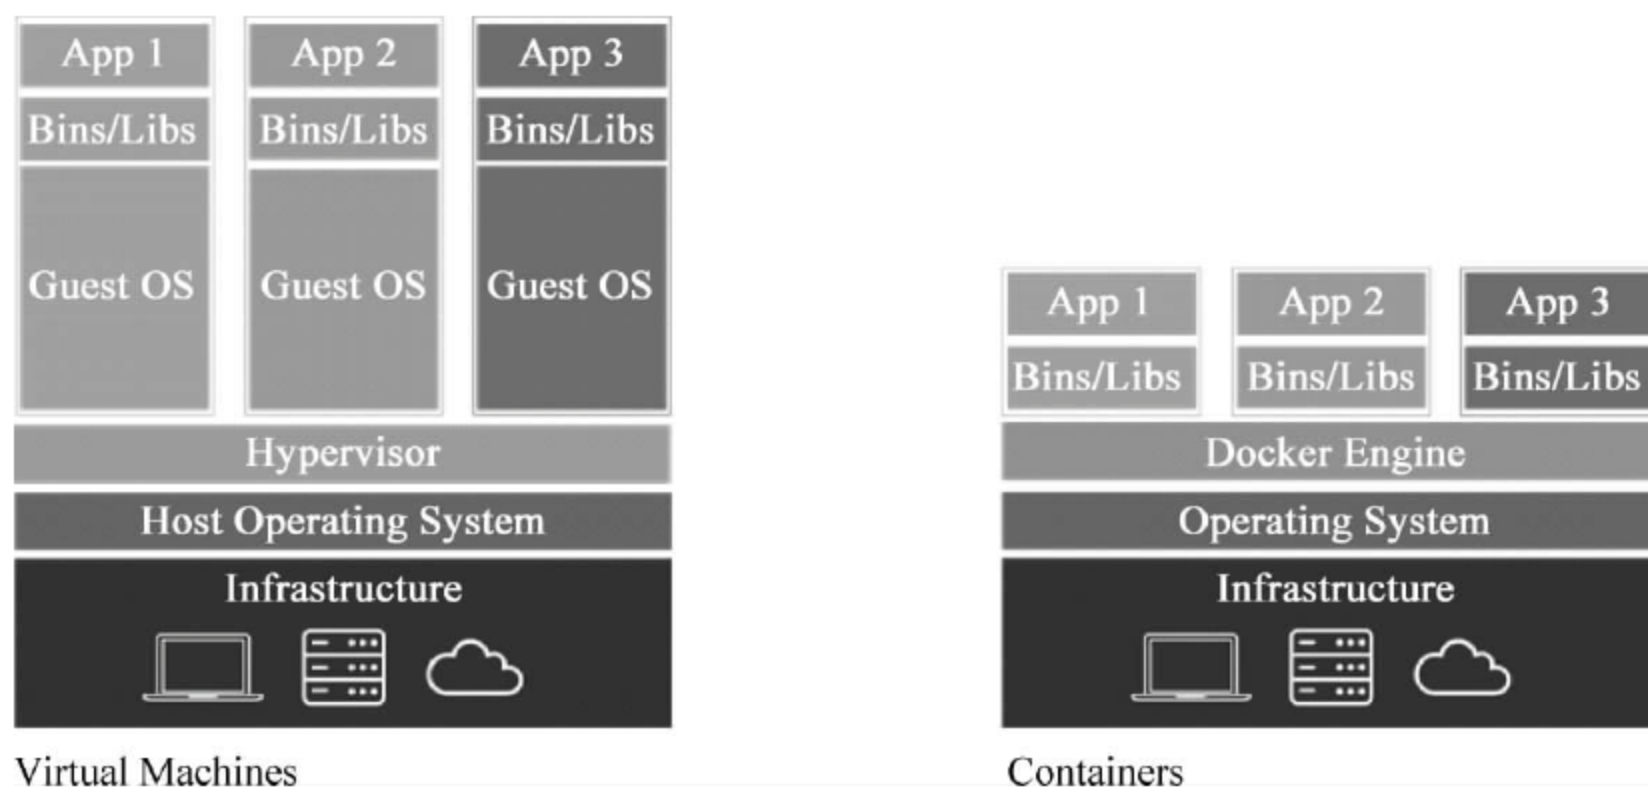 App 1
App 2
App 3
Bins/Libs
Bins/Libs
Bins/Libs
Guest OS
Guest OS
Guest OS
Hypervisor
Host Operating System
Infrastructure
Virtual Machines
App 1
App 2
App 3
Bins/Libs
Bins/Libs
Bins/Libs
Docker Engine
Operating System
Infrastructure
Containers